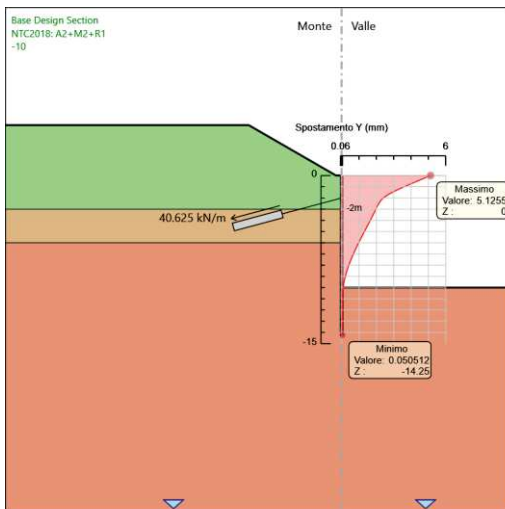 Base Design Section
NTC2018: A2+M2+R1
-10
Monte
Valle
Spostamento Y (mm)
0.06
6
0
-2m
Massimo
Valore: 5.1255
Z : 0
40.625 kN/m
-15
Minimo
Valore: 0.050512
Z : -14.25